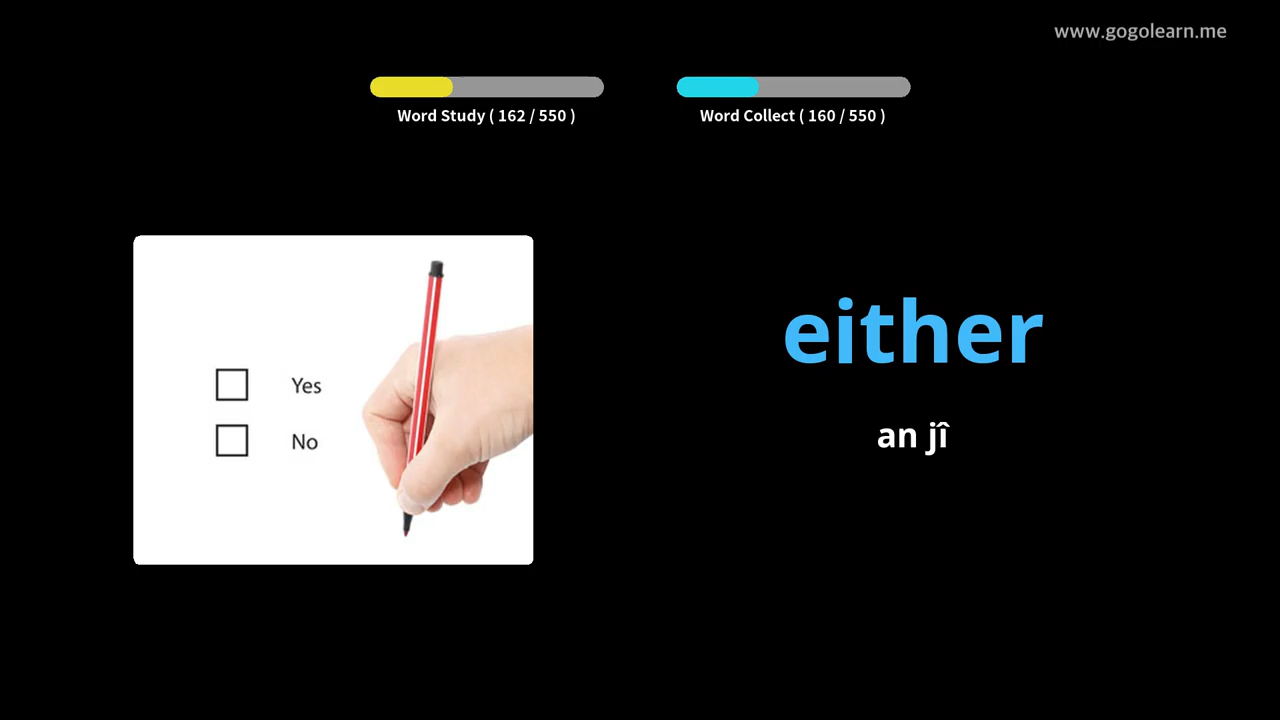 www.gogolearn.me
Word Study ( 162 / 550 )
Word Collect ( 160 / 550 )
Yes
No
either
an jî